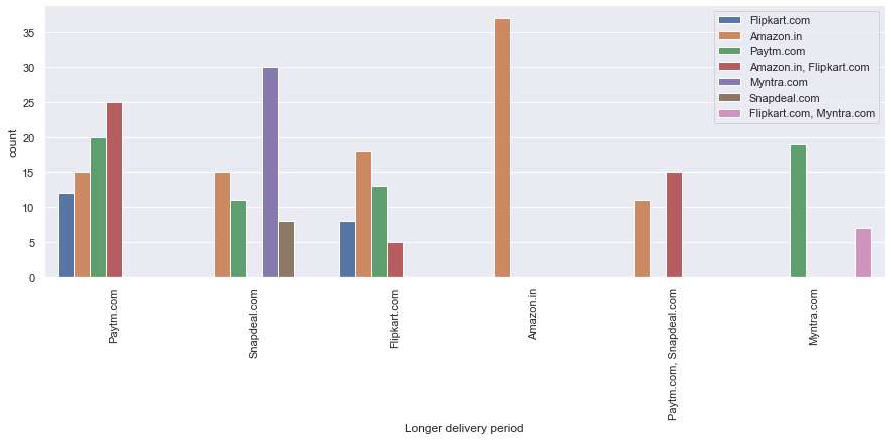 35
30
25
20
15
10
5
0
count
Flipkart.com
Amazon.in
Paytm.com
Amazon.in, Flipkart.com
Myntra.com
Snapdeal.com
Flipkart.com, Myntra.com
Paytm.com
Snapdeal.com
Flipkart.com
Amazon.in
Paytm.com, Snapdeal.com
Myntra.com
Longer delivery period